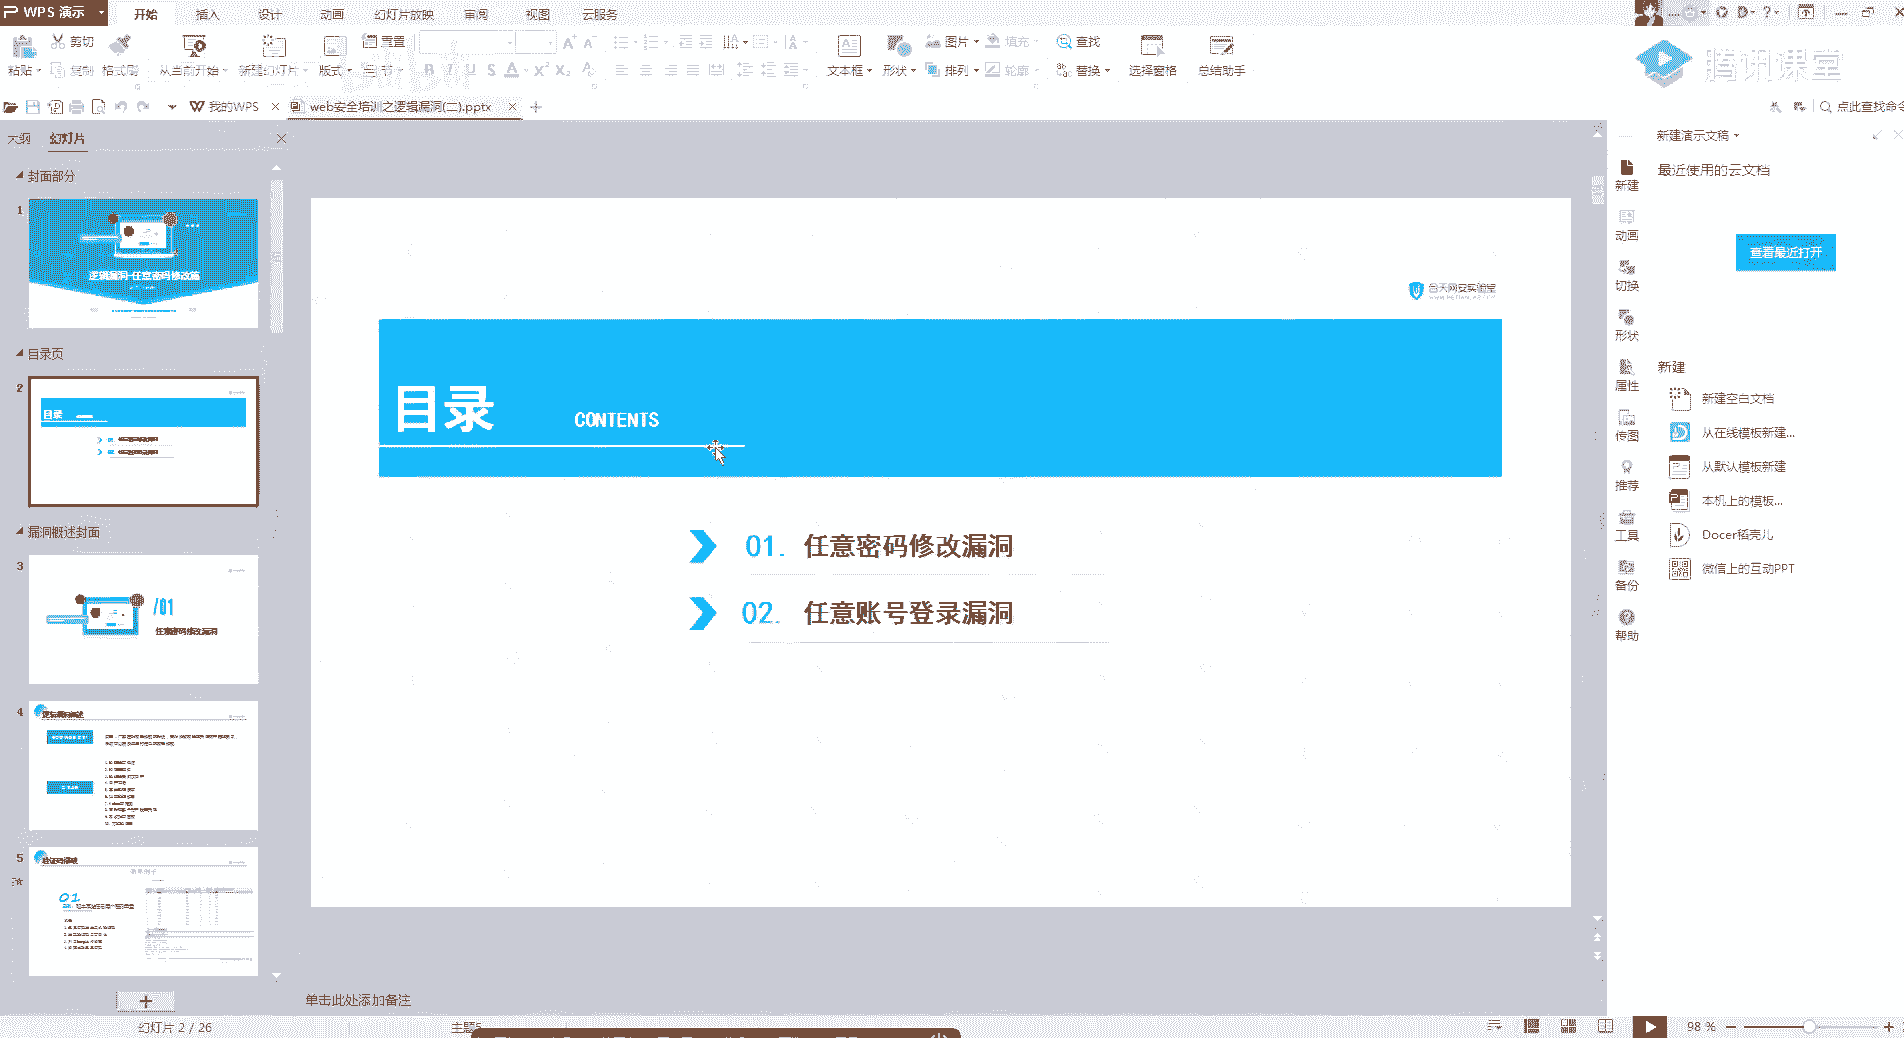 WPS 演示
开始 插入 设计 动画 幻灯片放映 审阅 视图 云服务
粘贴 剪切 复制 格式刷 从当前开始 新建幻灯片 版式 重置
文本框 形状 图片 排列 填充 轮廓 查找 替换 选择窗格 总结助手
腾讯课堂
我的WPS web安全培训之逻辑漏洞(二).pptx 点此查找命令
大纲 幻灯片
封面部分
1
逻辑漏洞-任意密码修改篇
目录页
2
目录
漏洞概述封面
3
/01
任意密码修改漏洞
4
5
01
合天网安实验室
目录 CONTENTS
01. 任意密码修改漏洞
02. 任意账号登录漏洞
单击此处添加备注
新建
动画
切换
形状
属性
传图
推荐
工具
备份
帮助
新建演示文稿
最近使用的云文档
查看最近打开
新建
新建空白文档
从在线模板新建...
从默认模板新建
本机上的模板...
Docer稻壳儿
微信上的互动PPT
幻灯片 2 / 26 主题5 98 %